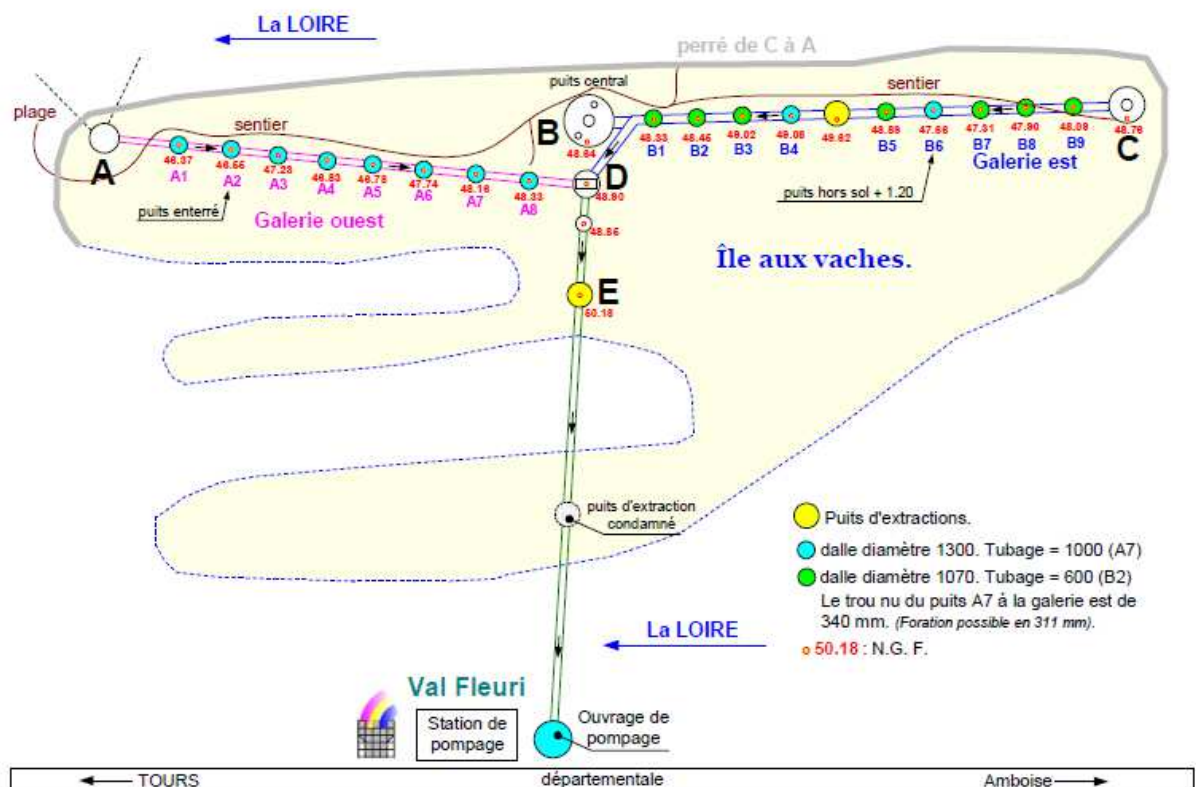 La LOIRE
perré de C à A
puits central
sentier
plage
sentier
B
A
D
C
48.64
48.33
48.46
49.02
49.08
49.62
48.89
47.66
47.31
47.90
48.09
48.76
B1
B2
B3
B4
B5
B6
B7
B8
B9
Galerie est
46.37
46.56
47.23
46.83
46.78
47.74
48.16
48.33
48.90
A1
A2
A3
A4
A5
A6
A7
A8
puits enterré
Galerie ouest
puits hors sol + 1.20
48.56
Île aux vaches.
E
50.18
puits d'extraction
condamné
Puits d'extractions.
dalle diamètre 1300. Tubage = 1000 (A7)
dalle diamètre 1070. Tubage = 600 (B2)
Le trou nu du puits A7 à la galerie est de
340 mm. (Foration possible en 311 mm).
50.18 : N.G. F.
La LOIRE
Val Fleuri
Station de
pompage
Ouvrage de
pompage
TOURS
départementale
Amboise